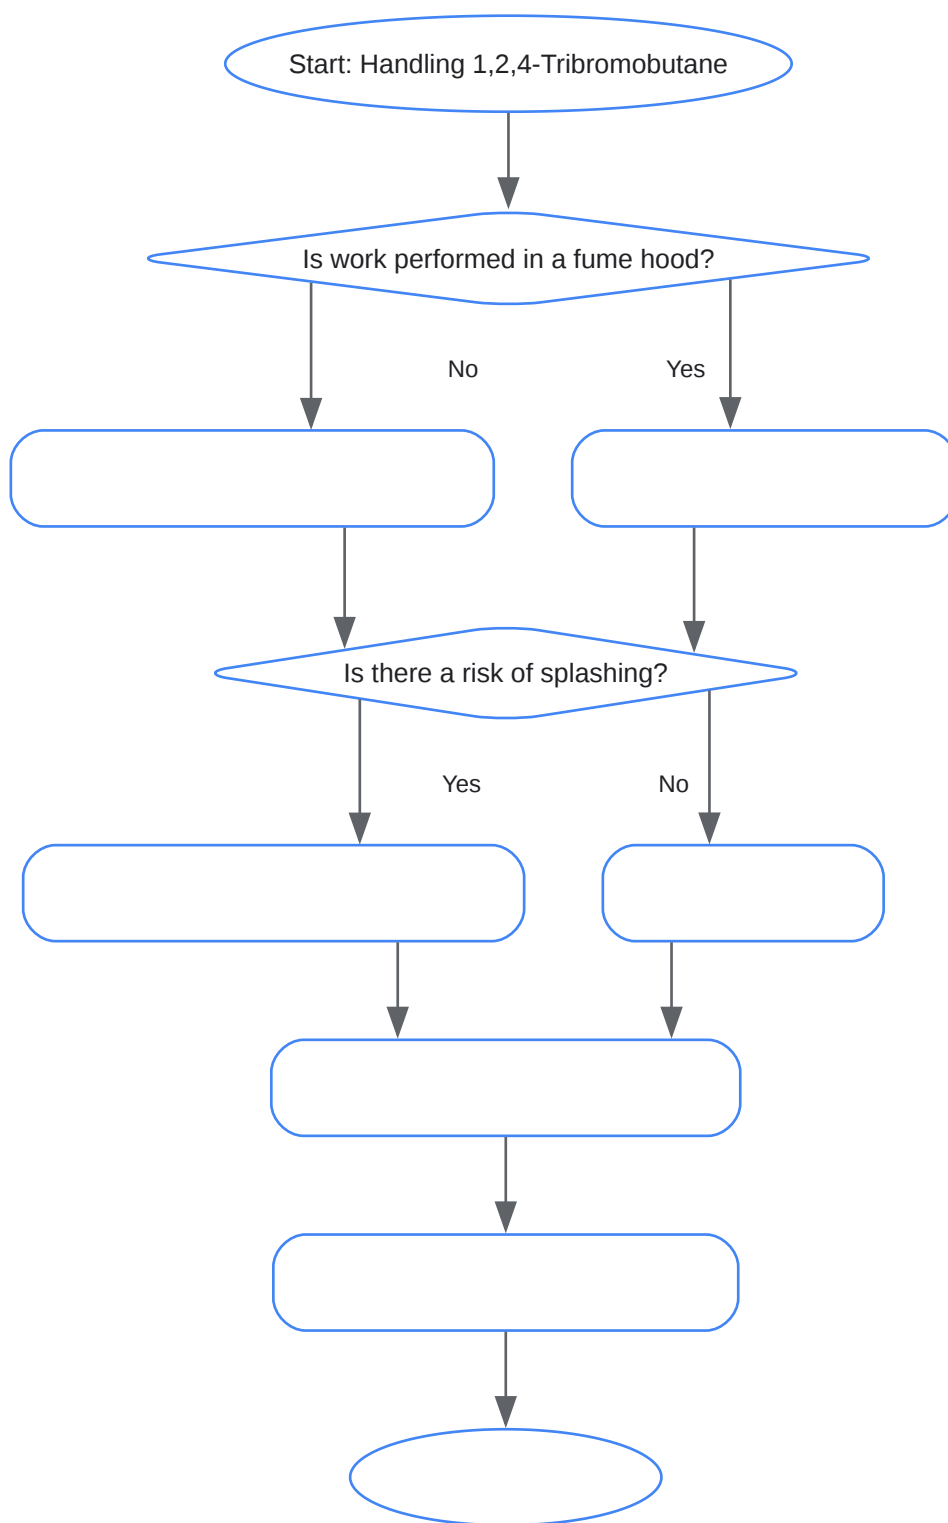 Start: Handling 1,2,4-Tribromobutane
Is work performed in a fume hood?
No
Yes
Is there a risk of splashing?
Yes
No